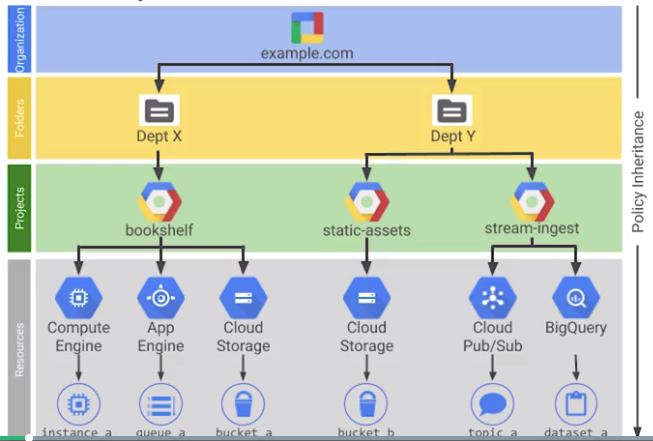 Organization
example.com
Folders
Dept X
Dept Y
Policy Inheritance
Projects
bookshelf
static-assets
stream-ingest
Resources
Compute
Engine
App
Engine
Cloud
Storage
Cloud
Storage
Cloud
Pub/Sub
BigQuery
instance_a
queue_a
bucket_a
bucket_b
topic_a
dataset_a